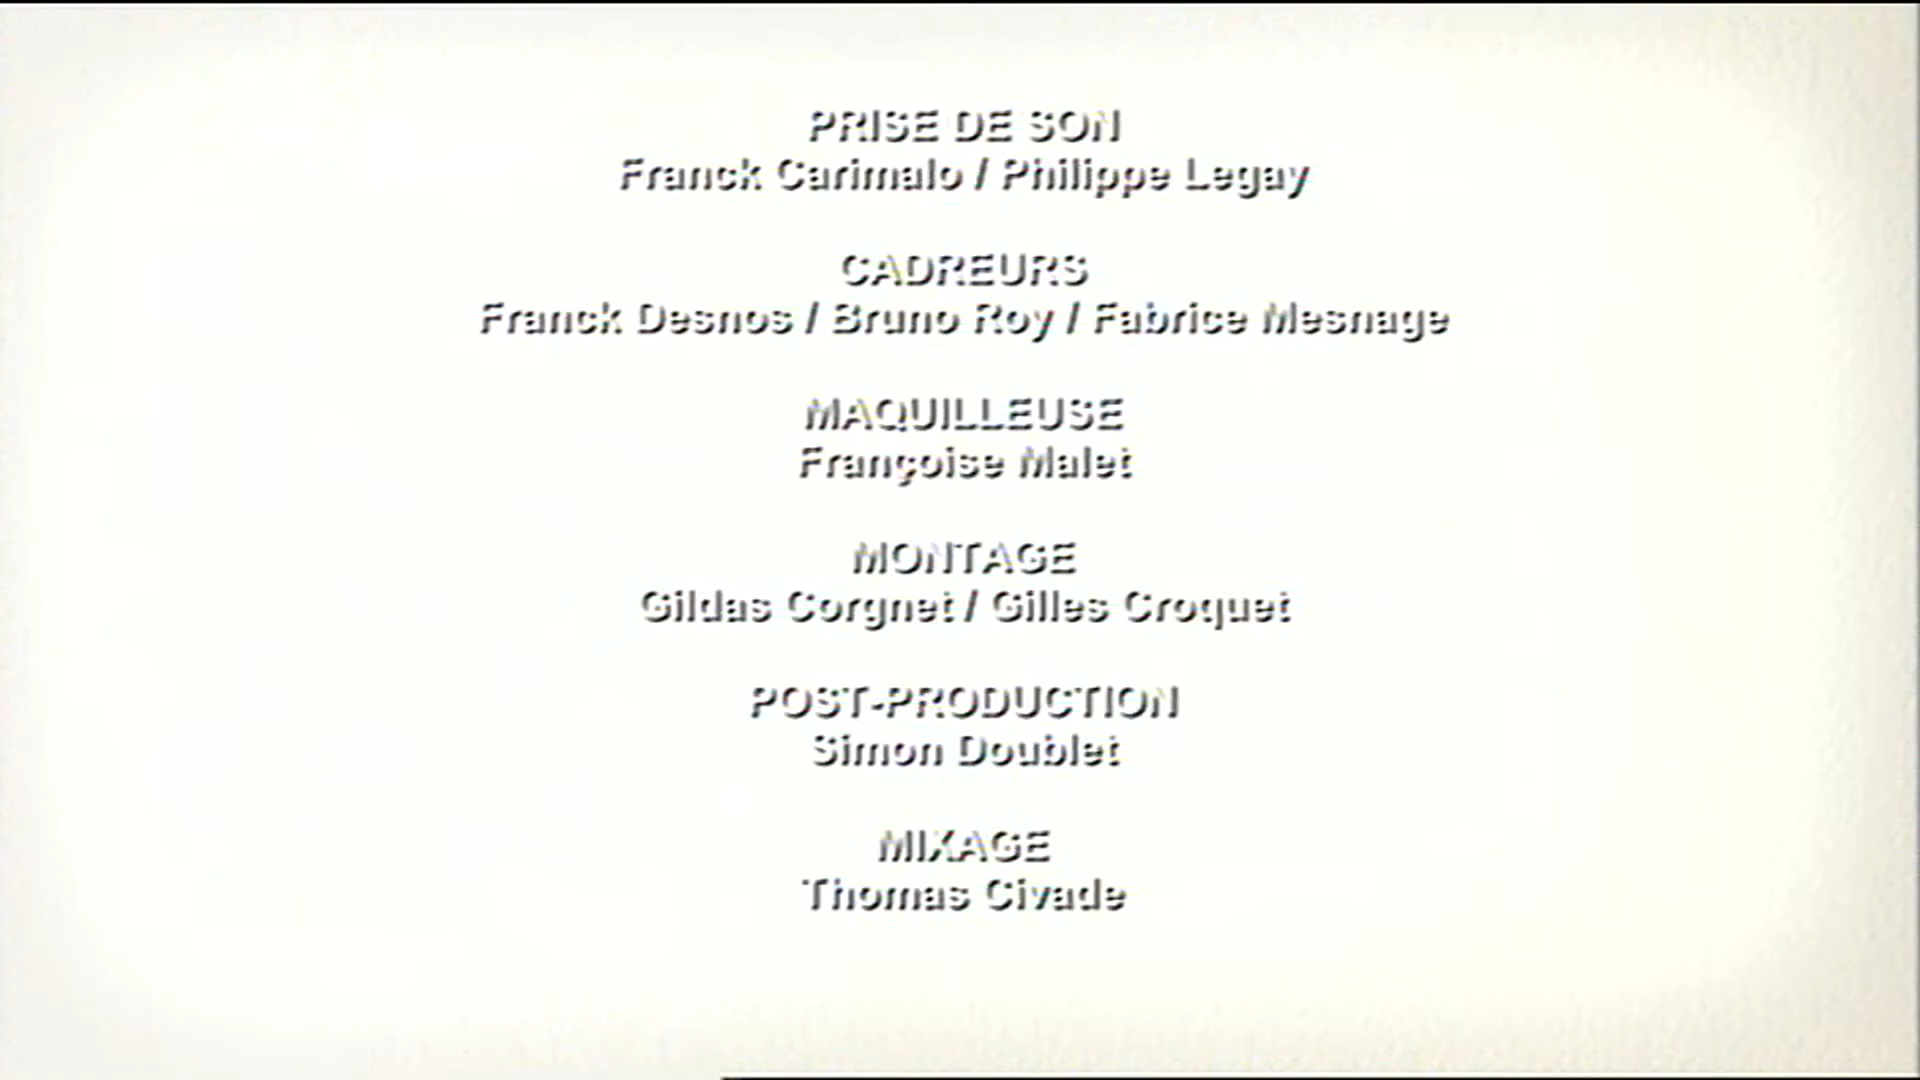 PRISE DE SON
Franck Carimalo / Philippe Legay
CADREURS
Franck Desnos / Bruno Roy / Fabrice Mesnage
MAQUILLEUSE
Françoise Malet
MONTAGE
Gildas Corgnet / Gilles Croquet
POST-PRODUCTION
Simon Doublet
MIXAGE
Thomas Civade